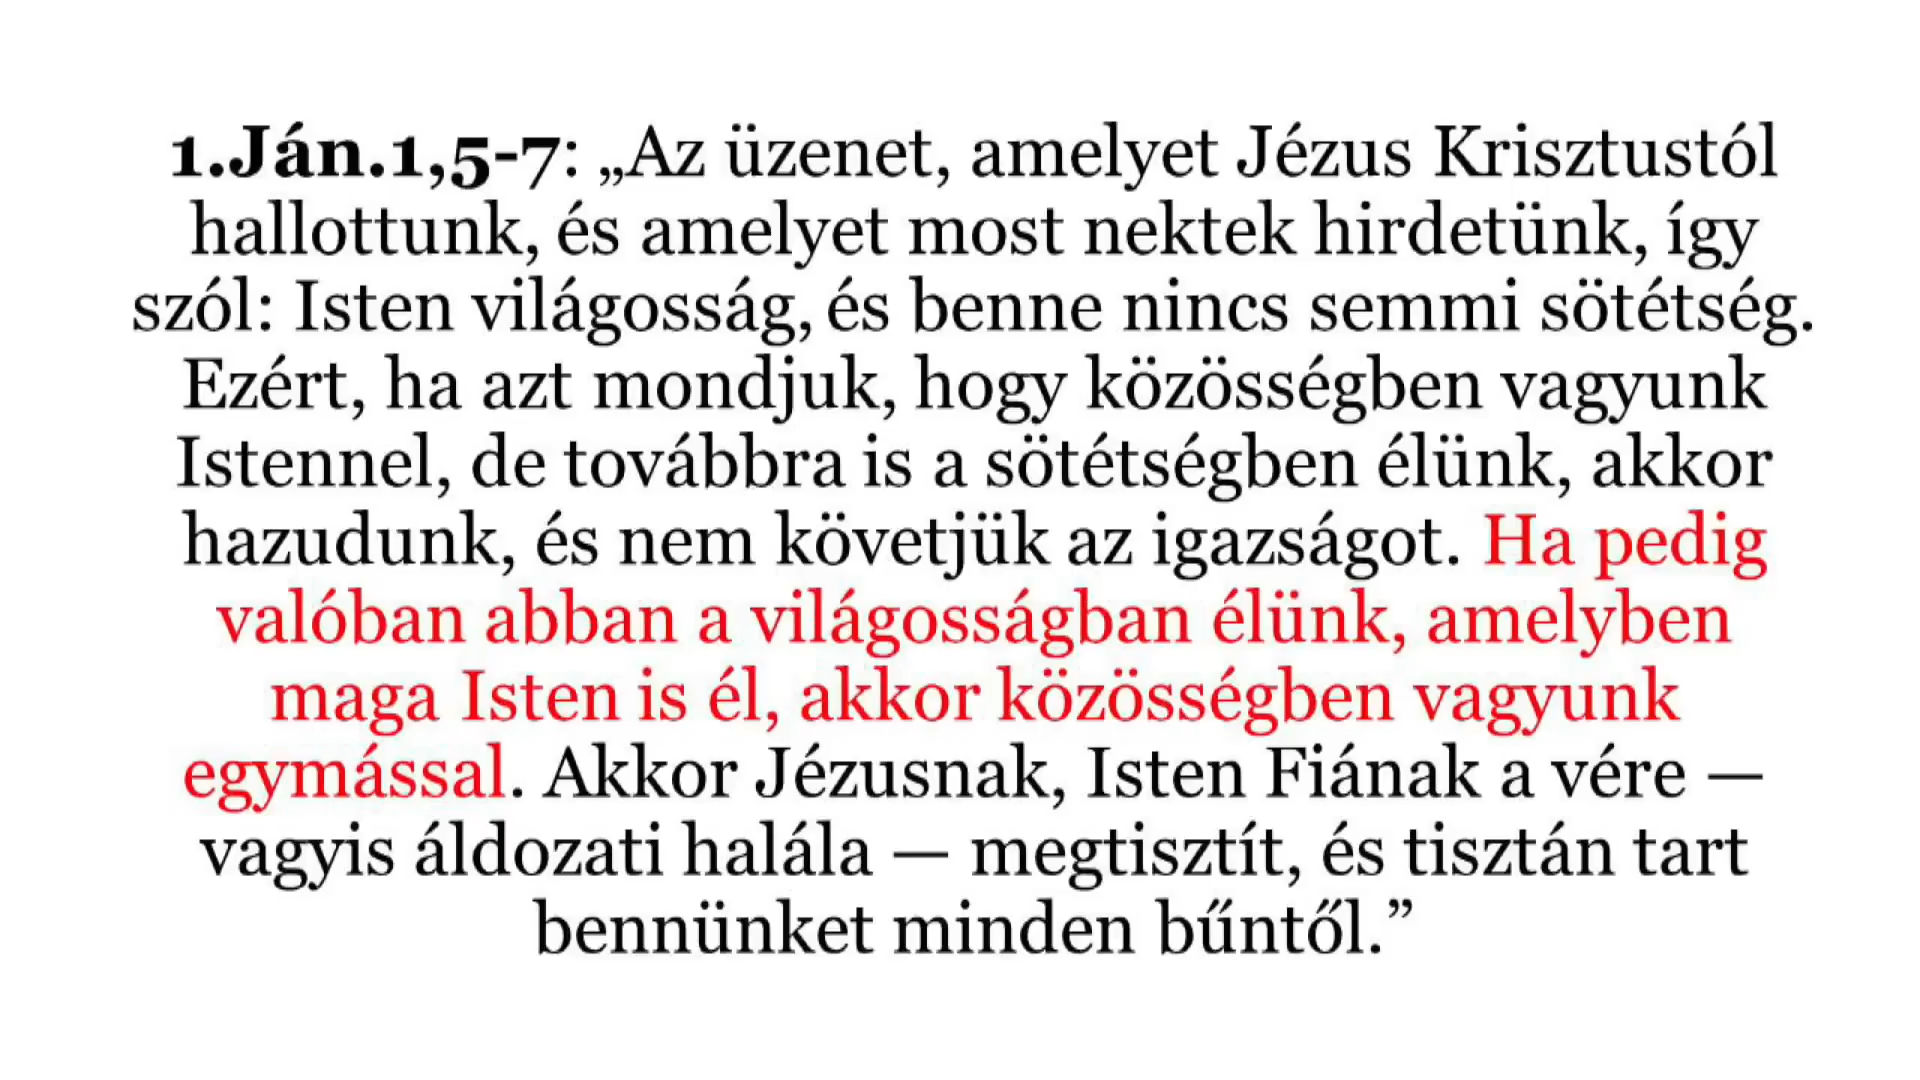 1.Ján.1,5-7: „Az üzenet, amelyet Jézus Krisztustól
hallottunk, és amelyet most nektek hirdetünk, így
szól: Isten világosság, és benne nincs semmi sötétség.
Ezért, ha azt mondjuk, hogy közösségben vagyunk
Istennel, de továbbra is a sötétségben élünk, akkor
hazudunk, és nem követjük az igazságot. Ha pedig
valóban abban a világosságban élünk, amelyben
maga Isten is él, akkor közösségben vagyunk
egymással. Akkor Jézusnak, Isten Fiának a vére —
vagyis áldozati halála — megtisztít, és tisztán tart
bennünket minden bűntől.”